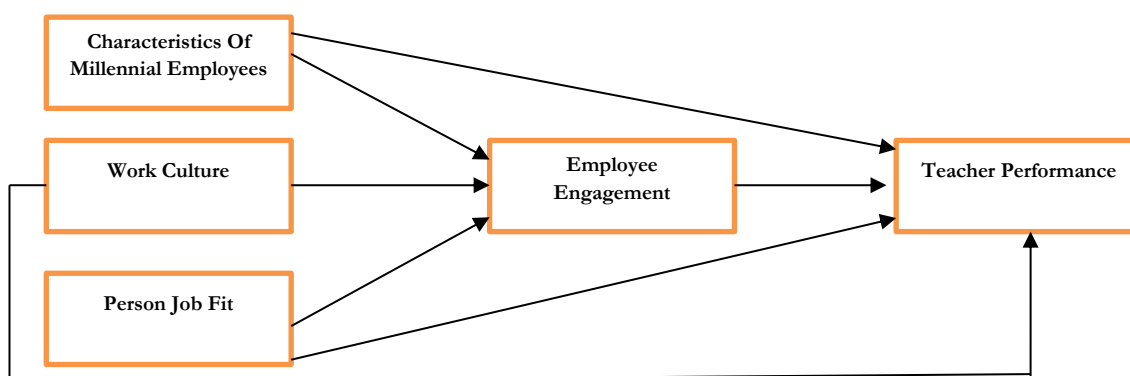 Characteristics Of
Millennial Employees
Work Culture
Employee
Engagement
Teacher Performance
Person Job Fit